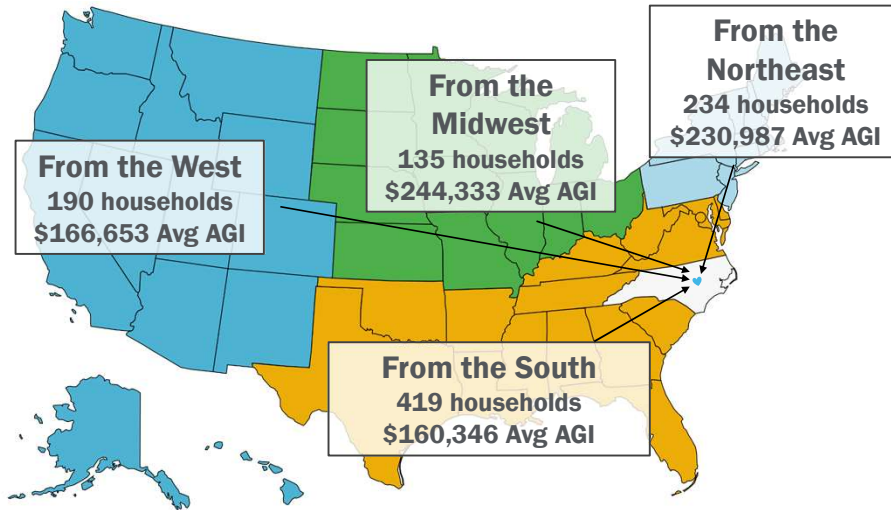 From the
Northeast
234 households
$230,987 Avg AGI
From the
Midwest
135 households
$244,333 Avg AGI
From the West
190 households
$166,653 Avg AGI
From the South
419 households
$160,346 Avg AGI